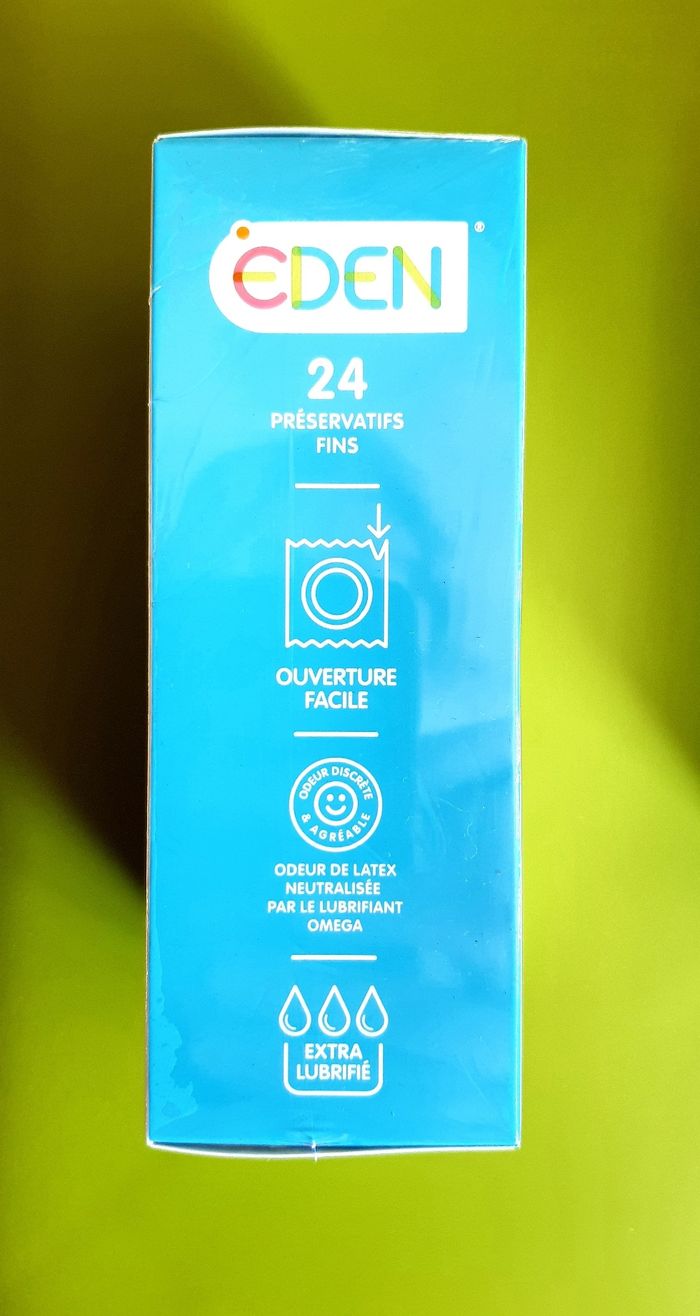 EDEN®
24
PRÉSERVATIFS
FINS
OUVERTURE
FACILE
ODEUR DISCRÈTE
& AGRÉABLE
ODEUR DE LATEX
NEUTRALISÉE
PAR LE LUBRIFIANT
OMEGA
EXTRA
LUBRIFIÉ